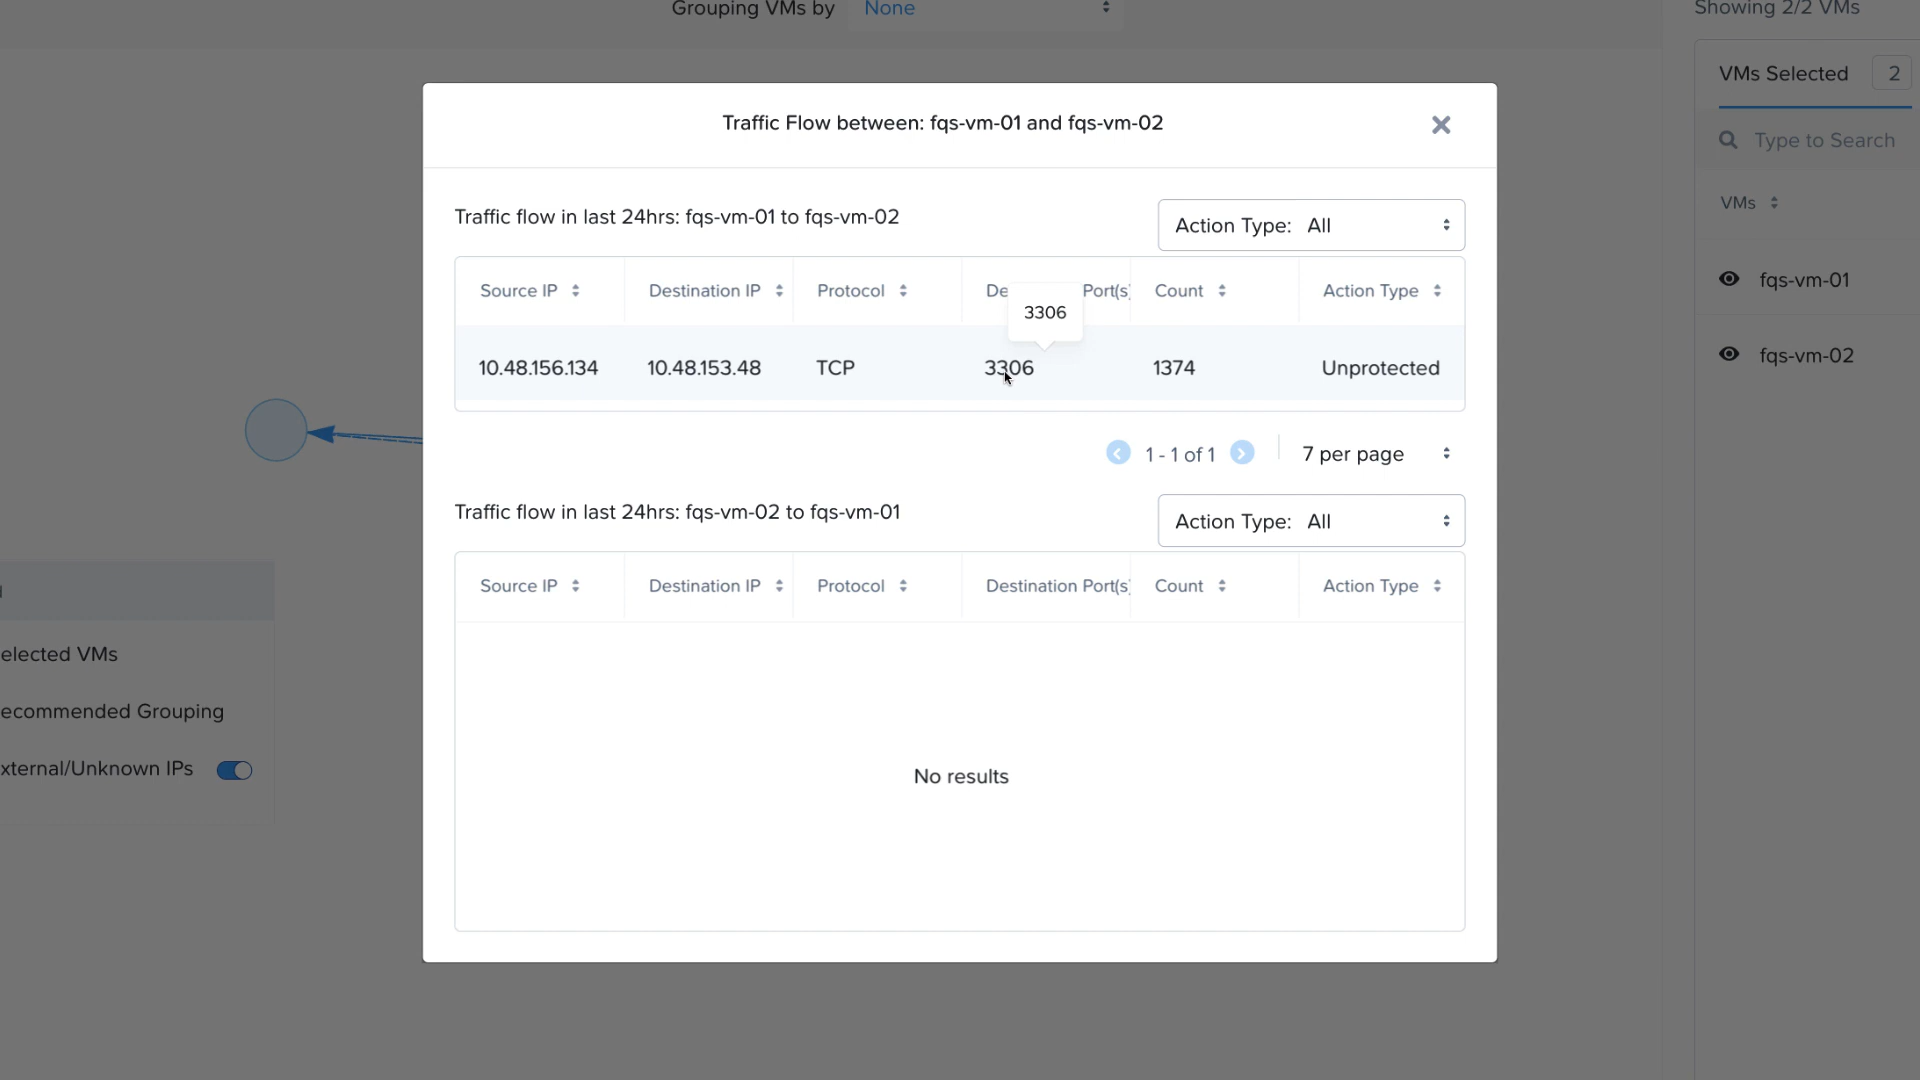 Grouping VMs by None
Showing 2/2 VMs
Traffic Flow between: fqs-vm-01 and fqs-vm-02
VMs Selected 2
Type to Search
VMs
fqs-vm-01
fqs-vm-02
Traffic flow in last 24hrs: fqs-vm-01 to fqs-vm-02
Action Type: All
Source IP Destination IP Protocol De Port(s) Count Action Type
3306
10.48.156.134 10.48.153.48 TCP 3306 1374 Unprotected
1 - 1 of 1 7 per page
Traffic flow in last 24hrs: fqs-vm-02 to fqs-vm-01
Action Type: All
Source IP Destination IP Protocol Destination Port(s) Count Action Type
No results
elected VMs
ecommended Grouping
xternal/Unknown IPs